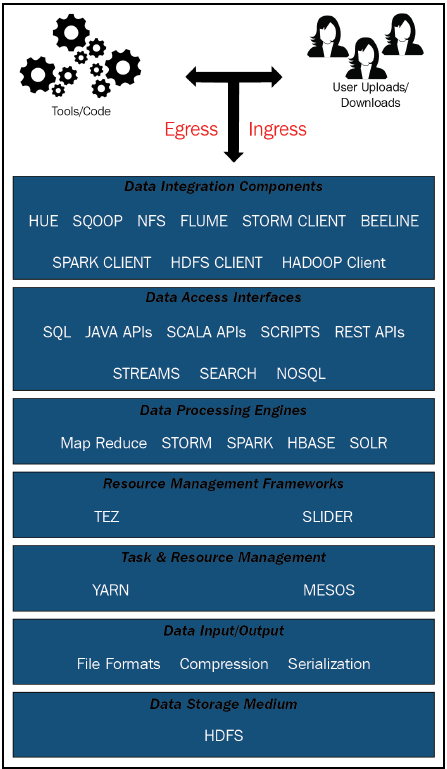 Tools/Code
User Uploads/
Downloads
Egress Ingress
Data Integration Components
HUE SQOOP NFS FLUME STORM CLIENT BEELINE
SPARK CLIENT HDFS CLIENT HADOOP Client
Data Access Interfaces
SQL JAVA APIs SCALA APIs SCRIPTS REST APIs
STREAMS SEARCH NOSQL
Data Processing Engines
Map Reduce STORM SPARK HBASE SOLR
Resource Management Frameworks
TEZ SLIDER
Task & Resource Management
YARN MESOS
Data Input/Output
File Formats Compression Serialization
Data Storage Medium
HDFS